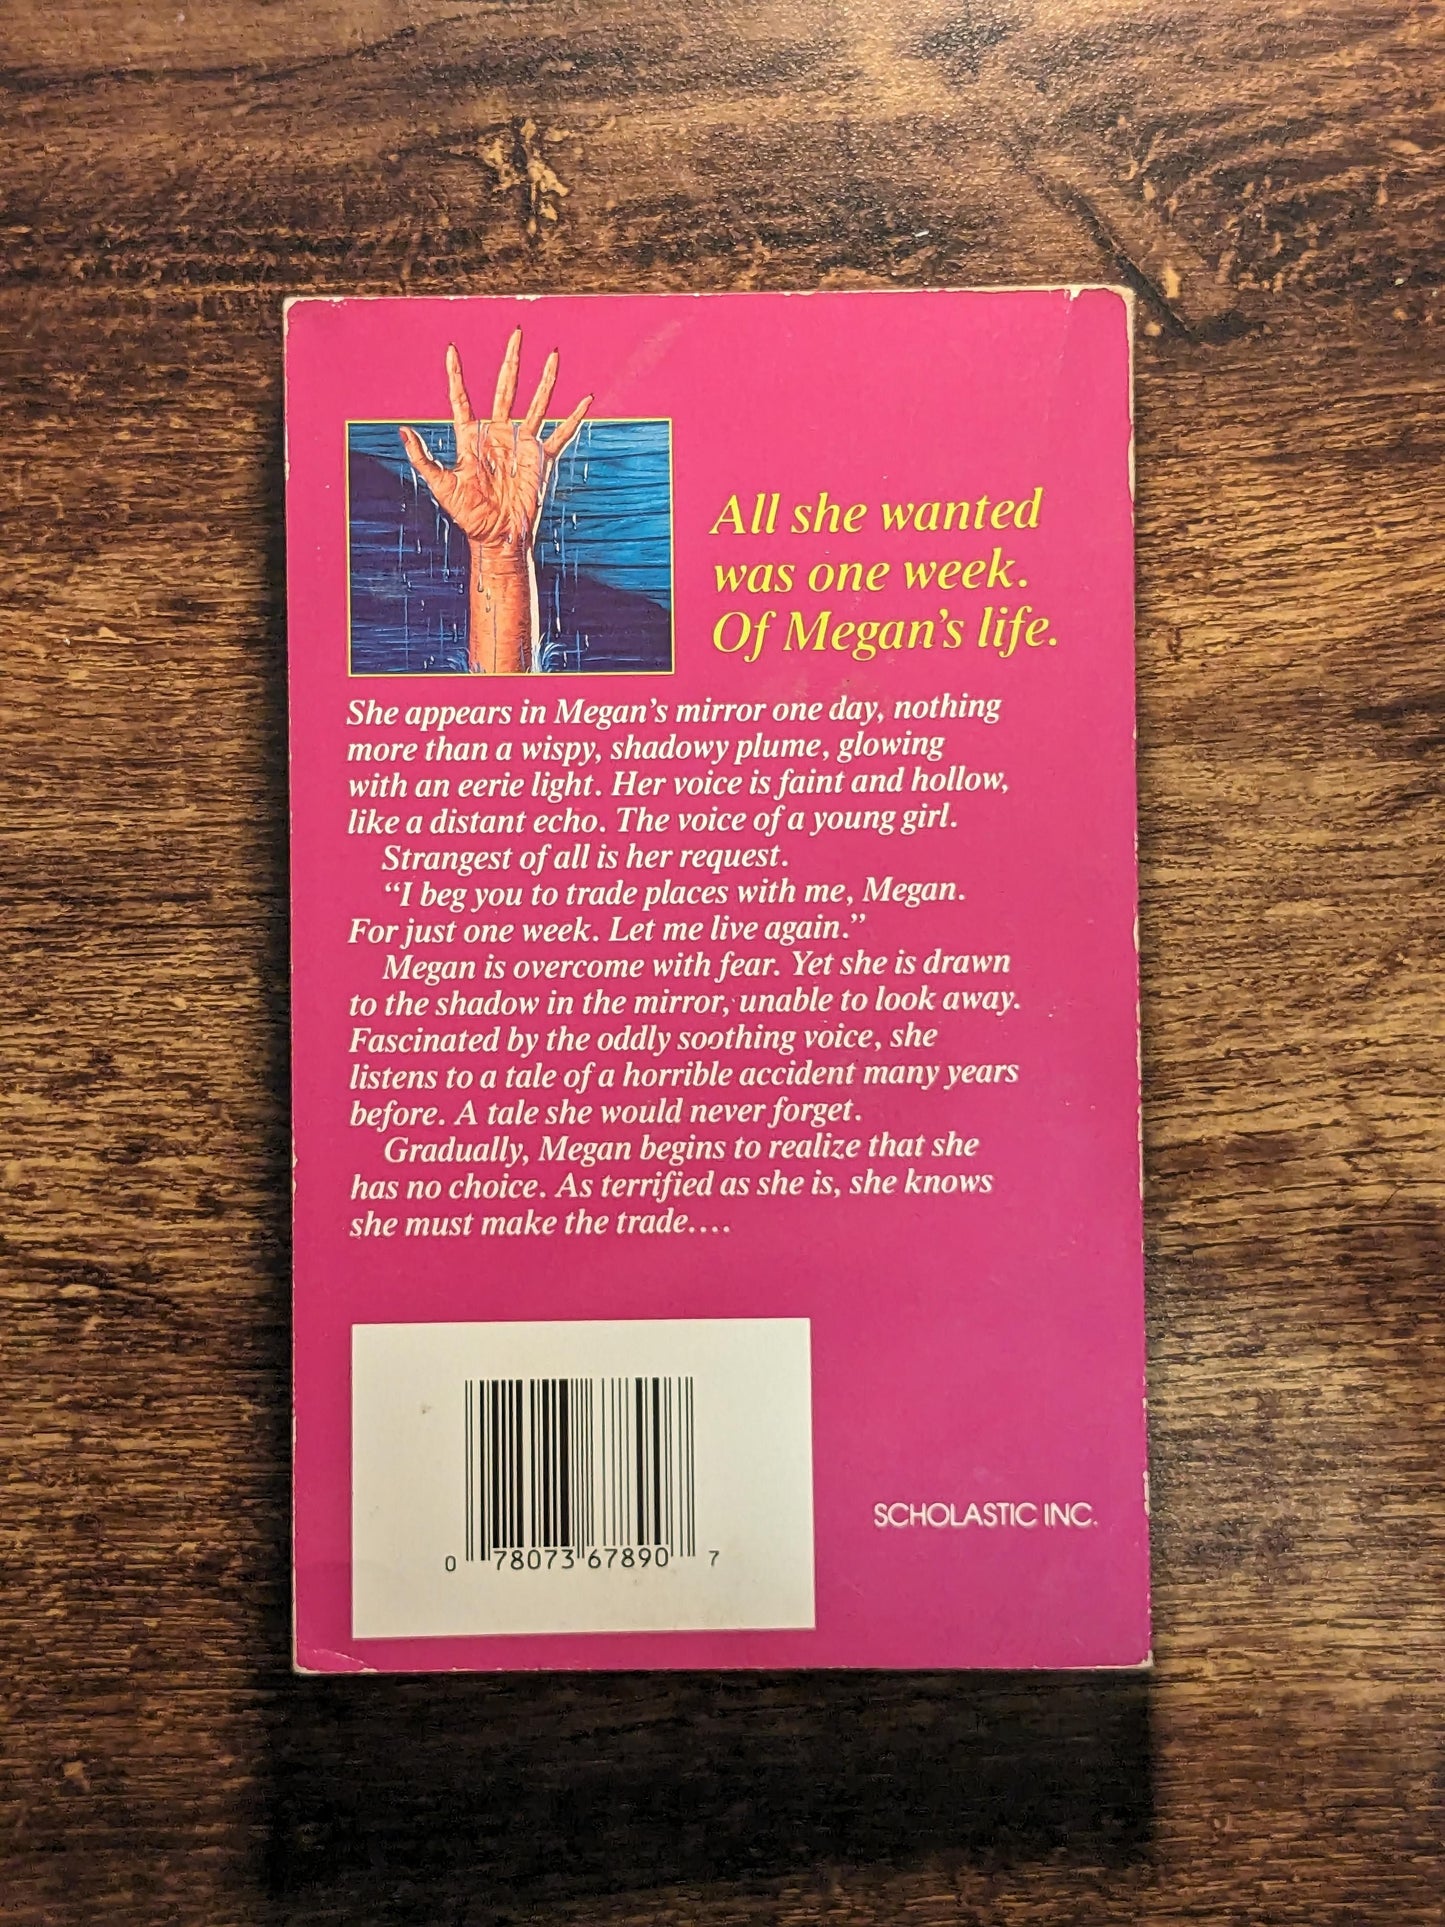 All she wanted
was one week.
Of Megan's life.
She appears in Megan's mirror one day, nothing
more than a wispy, shadowy plume, glowing
with an eerie light. Her voice is faint and hollow,
like a distant echo. The voice of a young girl.
Strangest of all is her request.
“I beg you to trade places with me, Megan.
For just one week. Let me live again.”
Megan is overcome with fear. Yet she is drawn
to the shadow in the mirror, unable to look away.
Fascinated by the oddly soothing voice, she
listens to a tale of a horrible accident many years
before. A tale she would never forget.
Gradually, Megan begins to realize that she
has no choice. As terrified as she is, she knows
she must make the trade....
0 78073 67890 7
SCHOLASTIC INC.